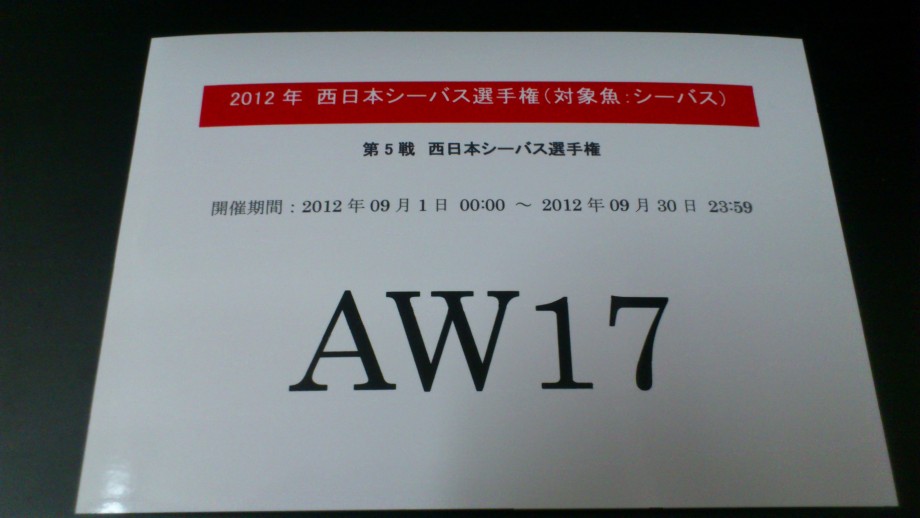 2012 年 西日本シーバス選手権（対象魚：シーバス）
第 5 戦 西日本シーバス選手権
開催期間：2012 年 09 月 1 日 00:00 ～ 2012 年 09 月 30 日 23:59
AW17